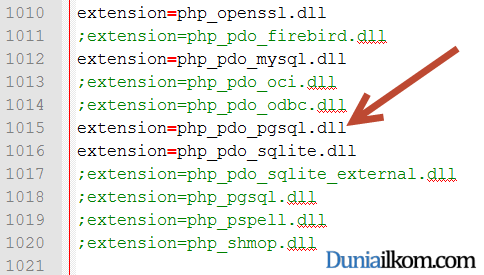 1010 extension=php_openssl.dll
1011 ;extension=php_pdo_firebird.dll
1012 extension=php_pdo_mysql.dll
1013 ;extension=php_pdo_oci.dll
1014 ;extension=php_pdo_odbc.dll
1015 extension=php_pdo_pgsql.dll
1016 extension=php_pdo_sqlite.dll
1017 ;extension=php_pdo_sqlite_external.dll
1018 ;extension=php_pgsql.dll
1019 ;extension=php_pspell.dll
1020 ;extension=php_shmop.dll
1021
Duniailkom.com